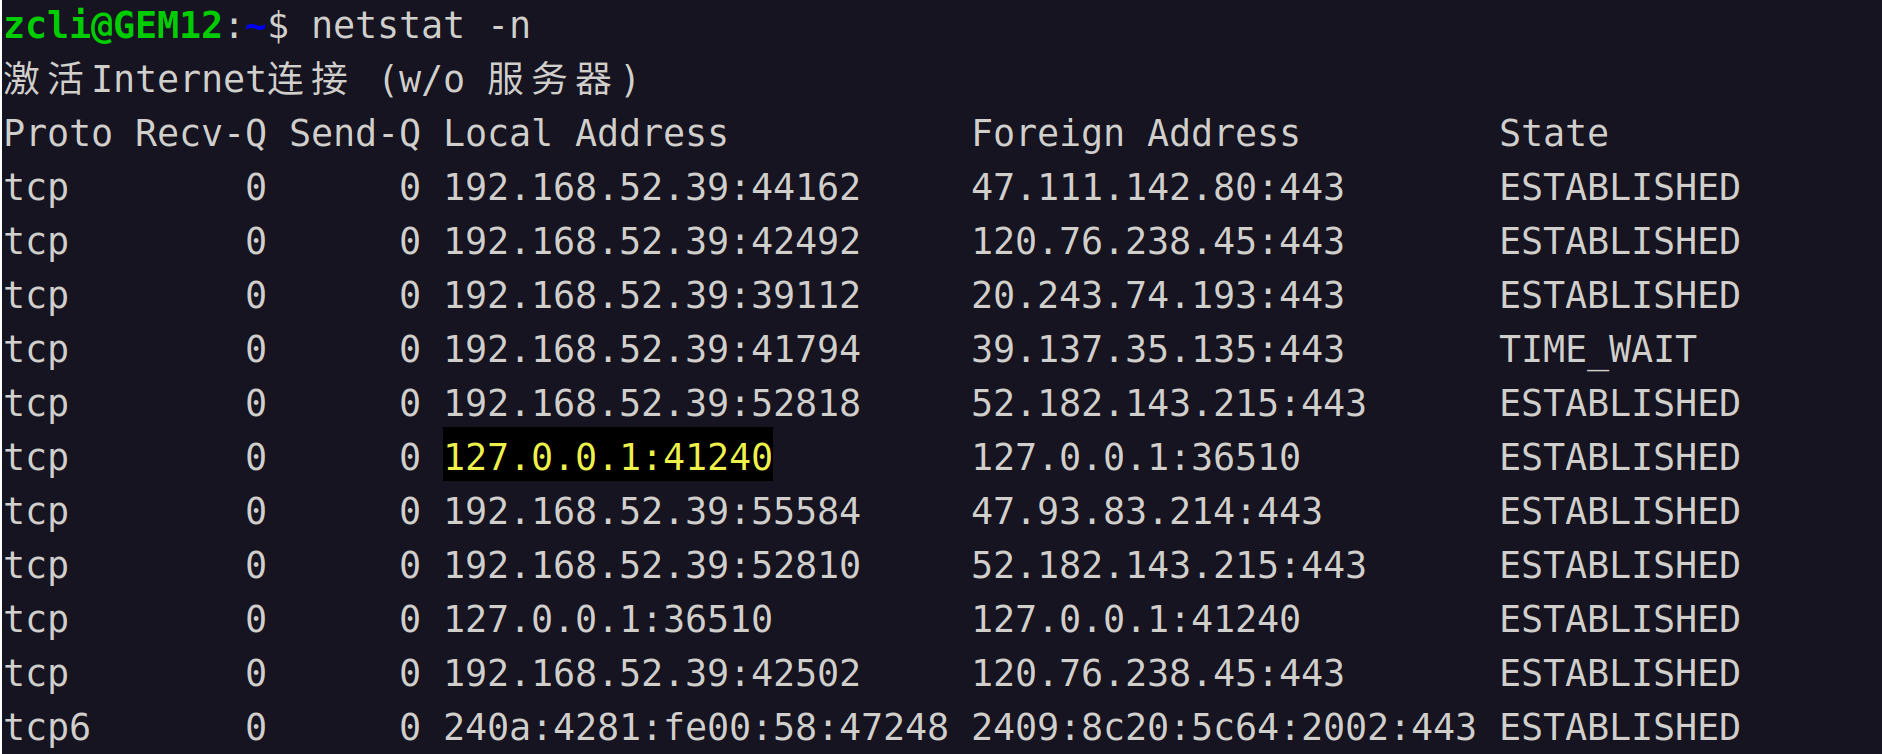 zcli@GEM12:~$ netstat -n
激活Internet连接 (w/o 服务器)
Proto Recv-Q Send-Q Local Address           Foreign Address         State
tcp        0      0 192.168.52.39:44162     47.111.142.80:443      ESTABLISHED
tcp        0      0 192.168.52.39:42492     120.76.238.45:443      ESTABLISHED
tcp        0      0 192.168.52.39:39112     20.243.74.193:443      ESTABLISHED
tcp        0      0 192.168.52.39:41794     39.137.35.135:443      TIME_WAIT
tcp        0      0 192.168.52.39:52818     52.182.143.215:443     ESTABLISHED
tcp        0      0 127.0.0.1:41240         127.0.0.1:36510        ESTABLISHED
tcp        0      0 192.168.52.39:55584     47.93.83.214:443       ESTABLISHED
tcp        0      0 192.168.52.39:52810     52.182.143.215:443     ESTABLISHED
tcp        0      0 127.0.0.1:36510         127.0.0.1:41240        ESTABLISHED
tcp        0      0 192.168.52.39:42502     120.76.238.45:443      ESTABLISHED
tcp6       0      0 240a:4281:fe00:58:47248 2409:8c20:5c64:2002:443 ESTABLISHED